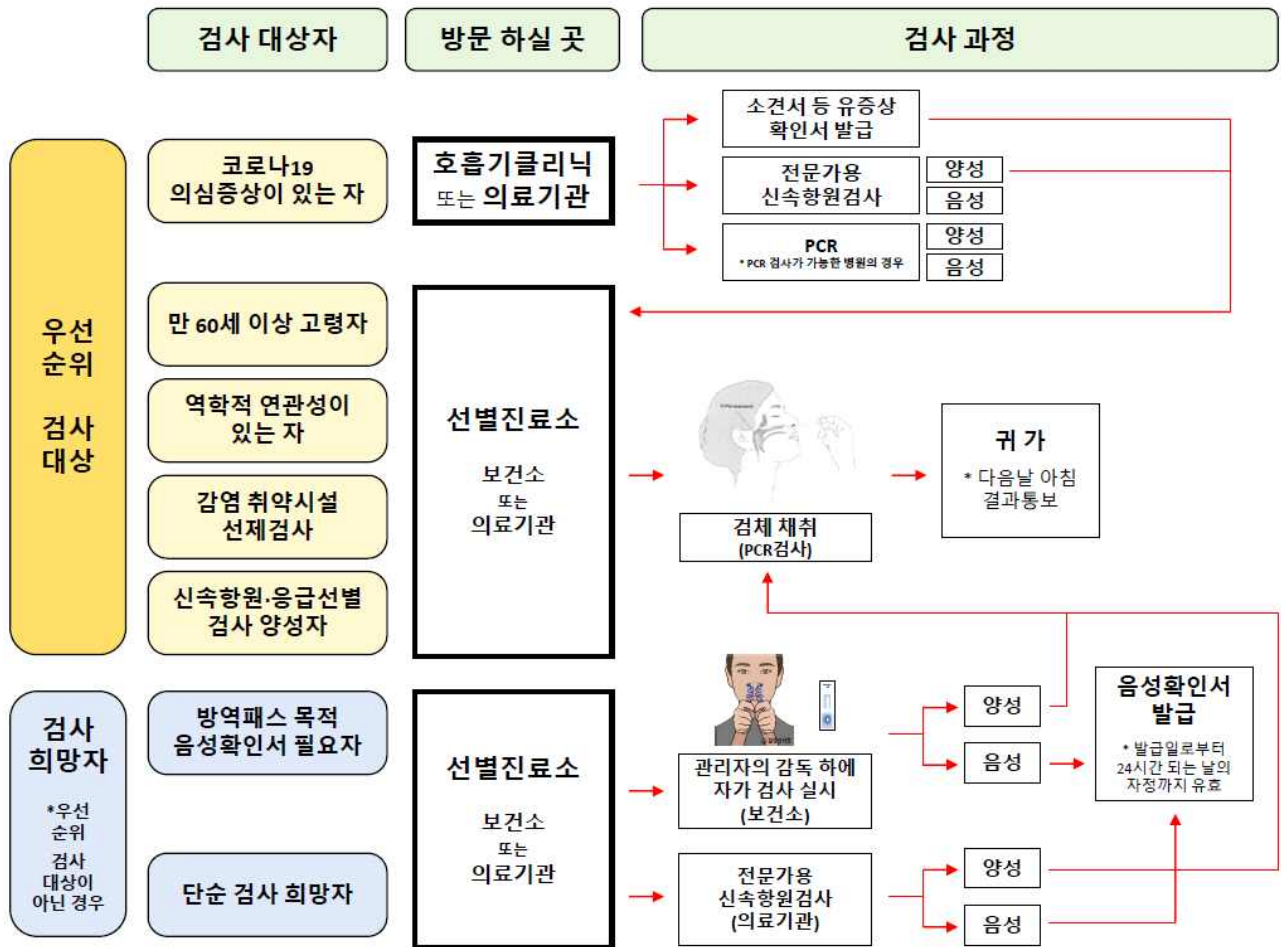 검사 대상자
방문 하실 곳
검사 과정
우선
순위
검사
대상
코로나19
의심증상이 있는 자
호흡기클리닉
또는 의료기관
소견서 등 유증상
확인서 발급
전문가용
신속항원검사
양성
음성
PCR
* PCR 검사가 가능한 병원의 경우
양성
음성
만 60세 이상 고령자
역학적 연관성이
있는 자
감염 취약시설
선제검사
신속항원·응급선별
검사 양성자
선별진료소
보건소
또는
의료기관
검체 채취
(PCR검사)
귀 가
* 다음날 아침
결과통보
검사
희망자
*우선
순위
검사
대상이
아닌 경우
방역패스 목적
음성확인서 필요자
단순 검사 희망자
선별진료소
보건소
또는
의료기관
관리자의 감독 하에
자가 검사 실시
(보건소)
양성
음성
음성확인서
발급
* 발급일로부터
24시간 되는 날의
자정까지 유효
전문가용
신속항원검사
(의료기관)
양성
음성